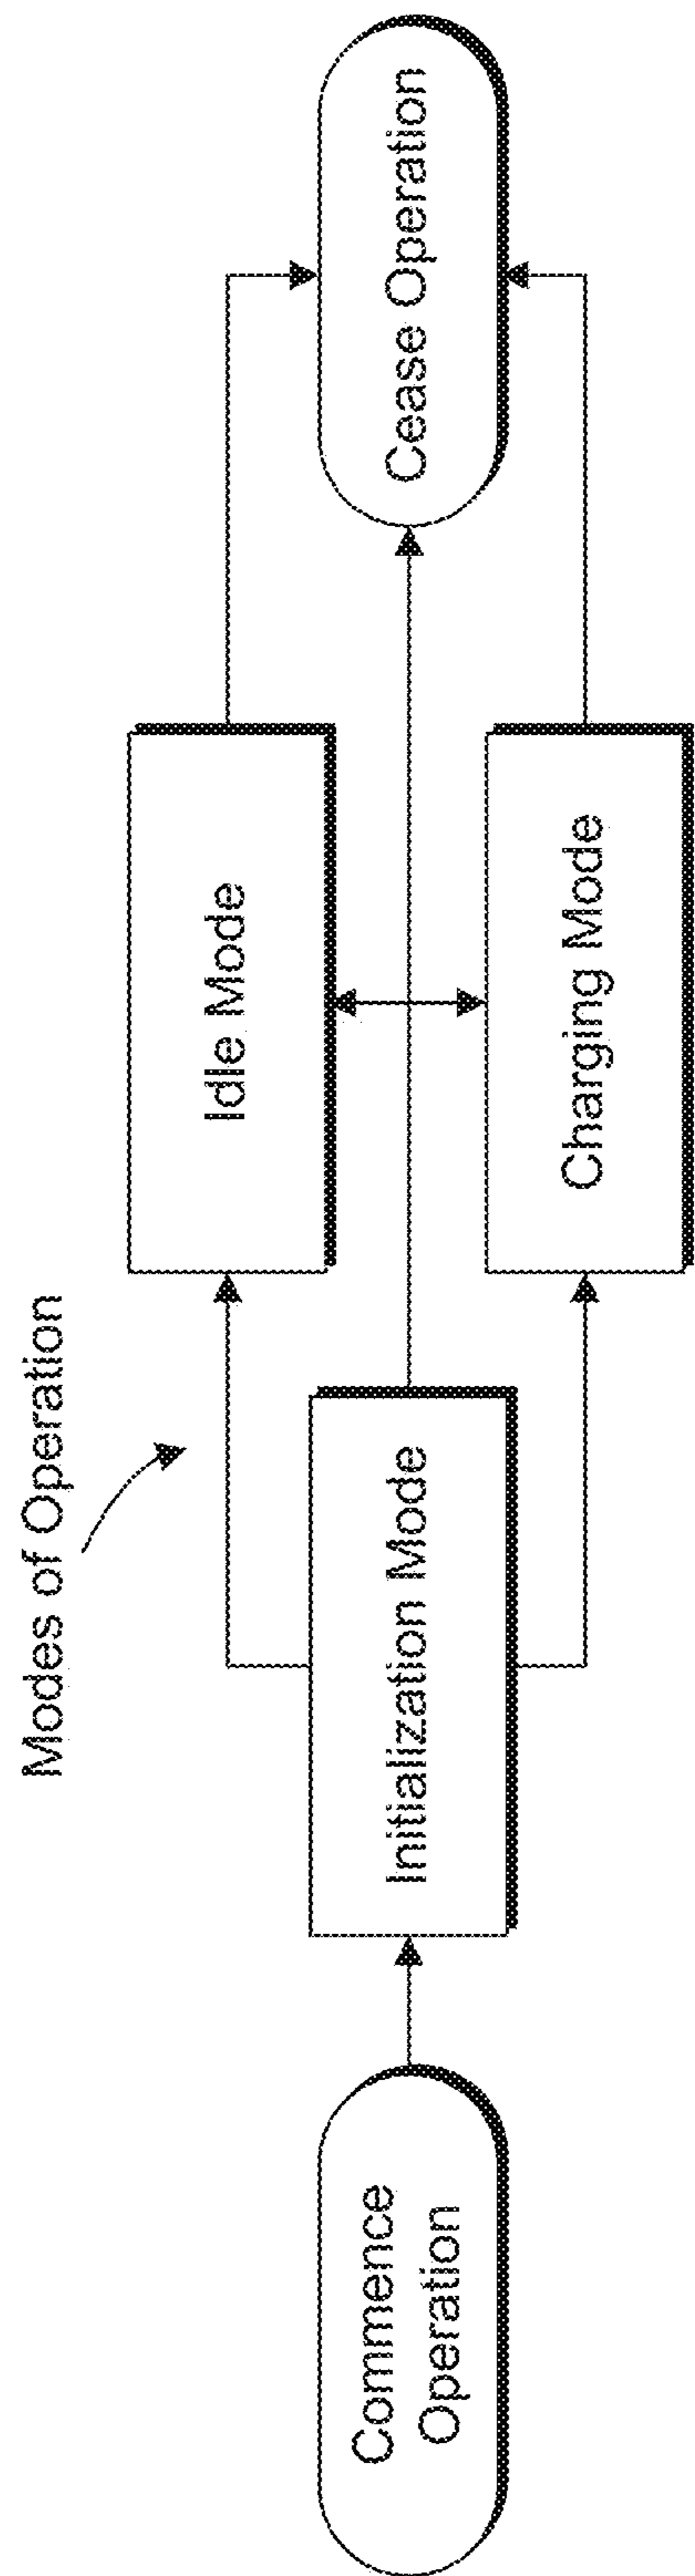 Modes of Operation
Commence
Operation
Initialization Mode
Idle Mode
Charging Mode
Cease Operation